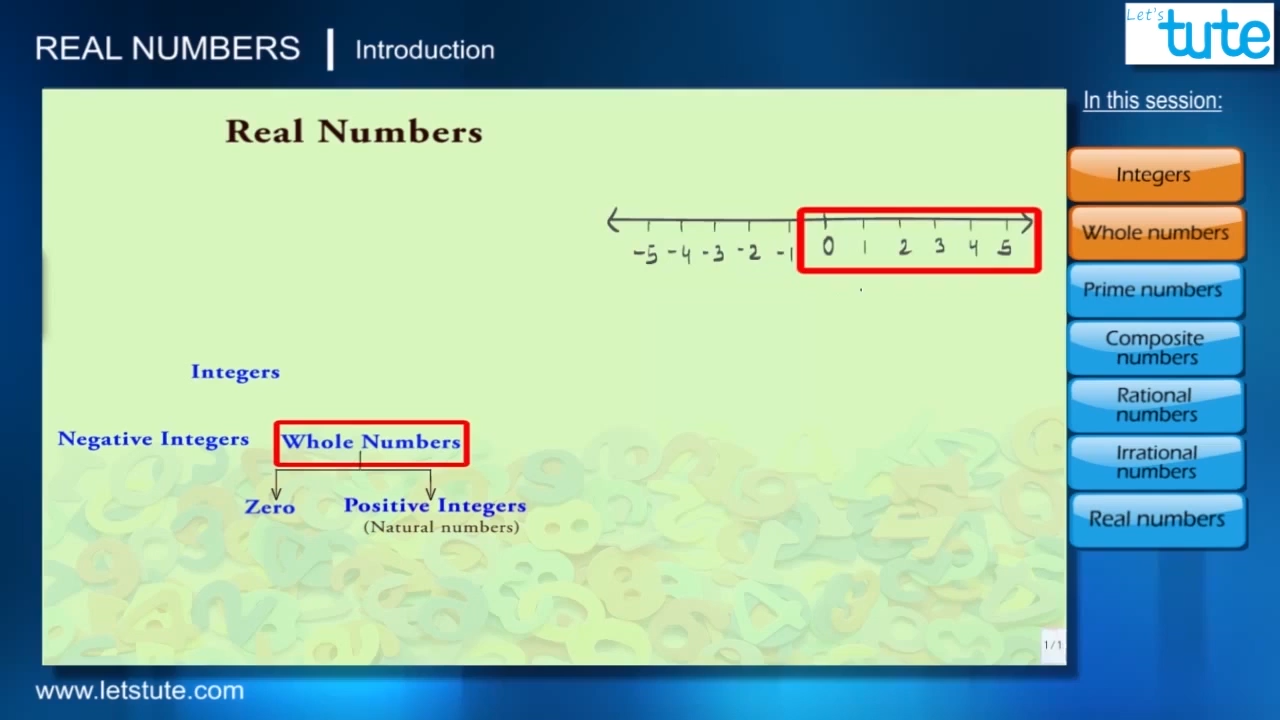 REAL NUMBERS | Introduction
Let's
tute
In this session:
Real Numbers
-5 -4 -3 -2 -1 0 1 2 3 4 5
Integers
Negative Integers Whole Numbers
Zero Positive Integers
(Natural numbers)
Integers
Whole numbers
Prime numbers
Composite
numbers
Rational
numbers
Irrational
numbers
Real numbers
1/1
www.letstute.com